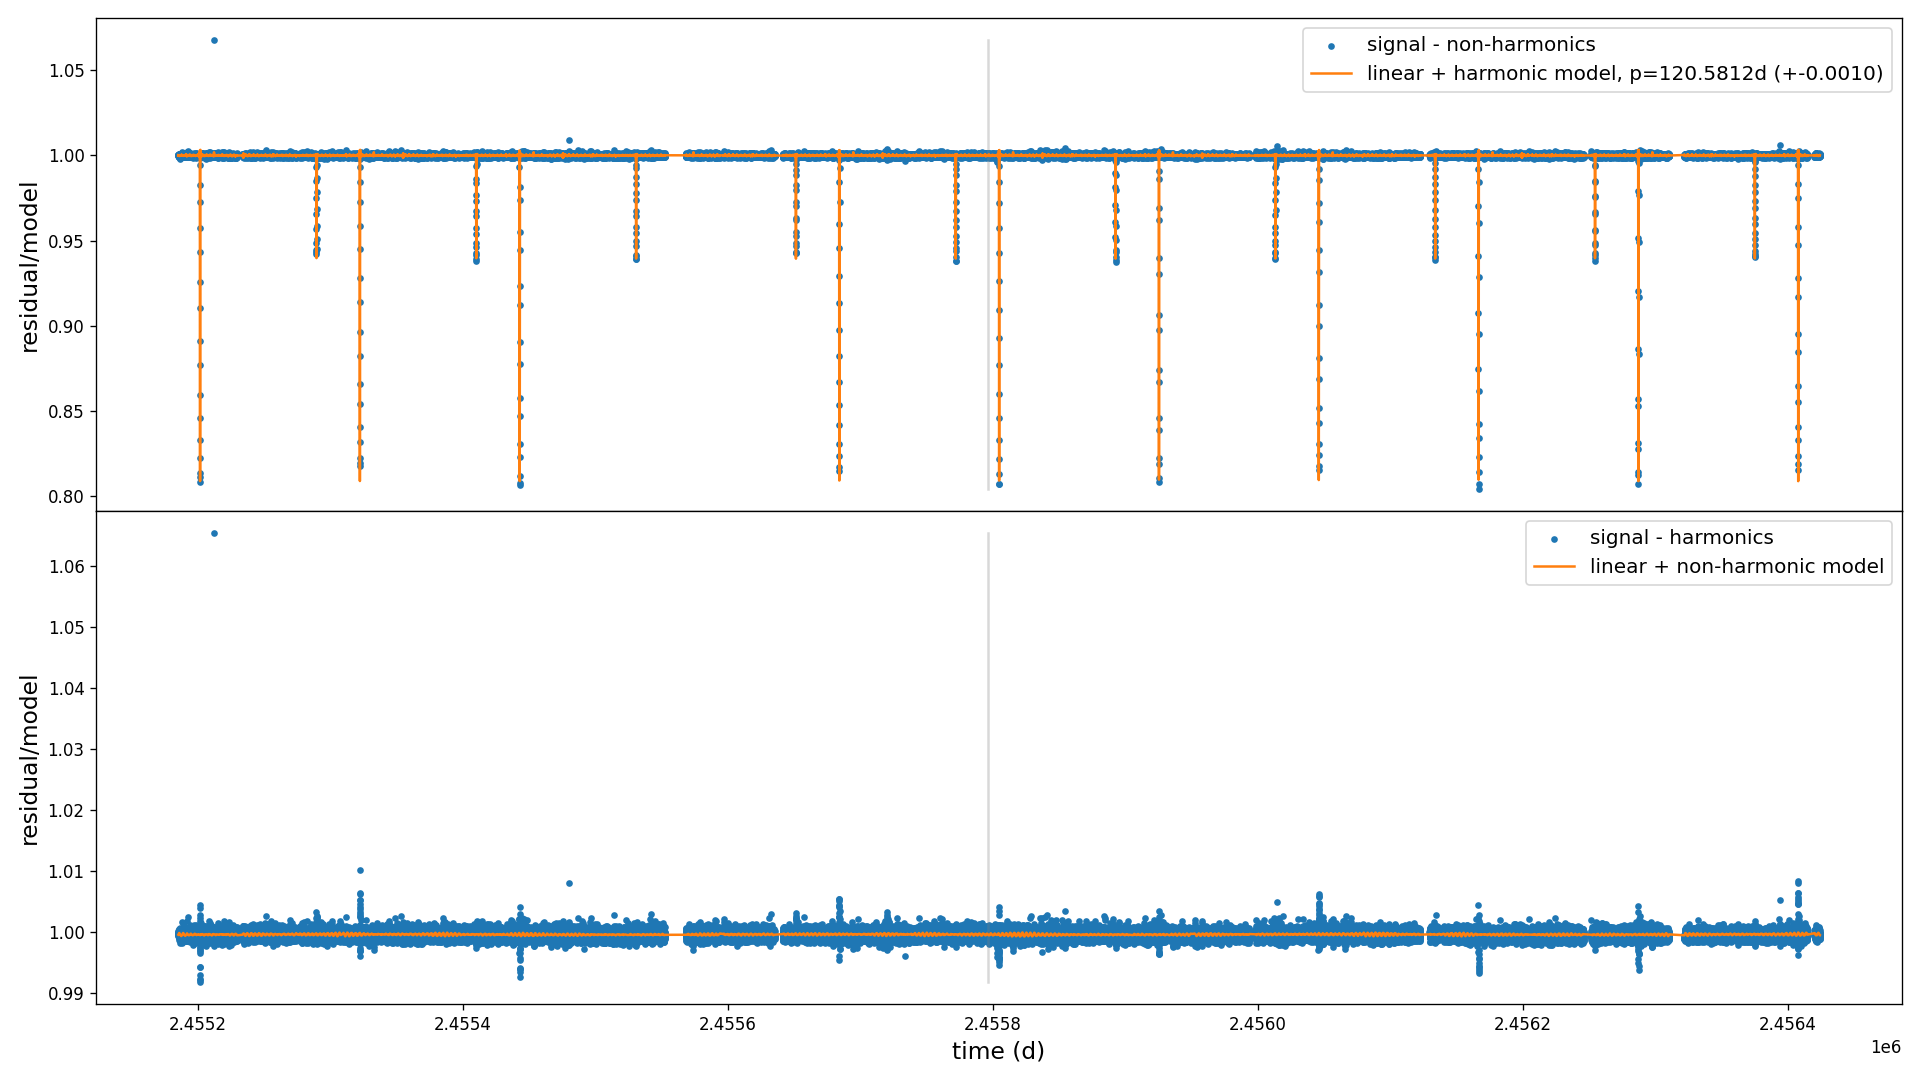 signal - non-harmonics
linear + harmonic model, p=120.5812d (+-0.0010)
residual/model
1.05
1.00
0.95
0.90
0.85
0.80
signal - harmonics
linear + non-harmonic model
residual/model
1.06
1.05
1.04
1.03
1.02
1.01
1.00
0.99
2.4552
2.4554
2.4556
2.4558
2.4560
2.4562
2.4564
time (d)
1e6